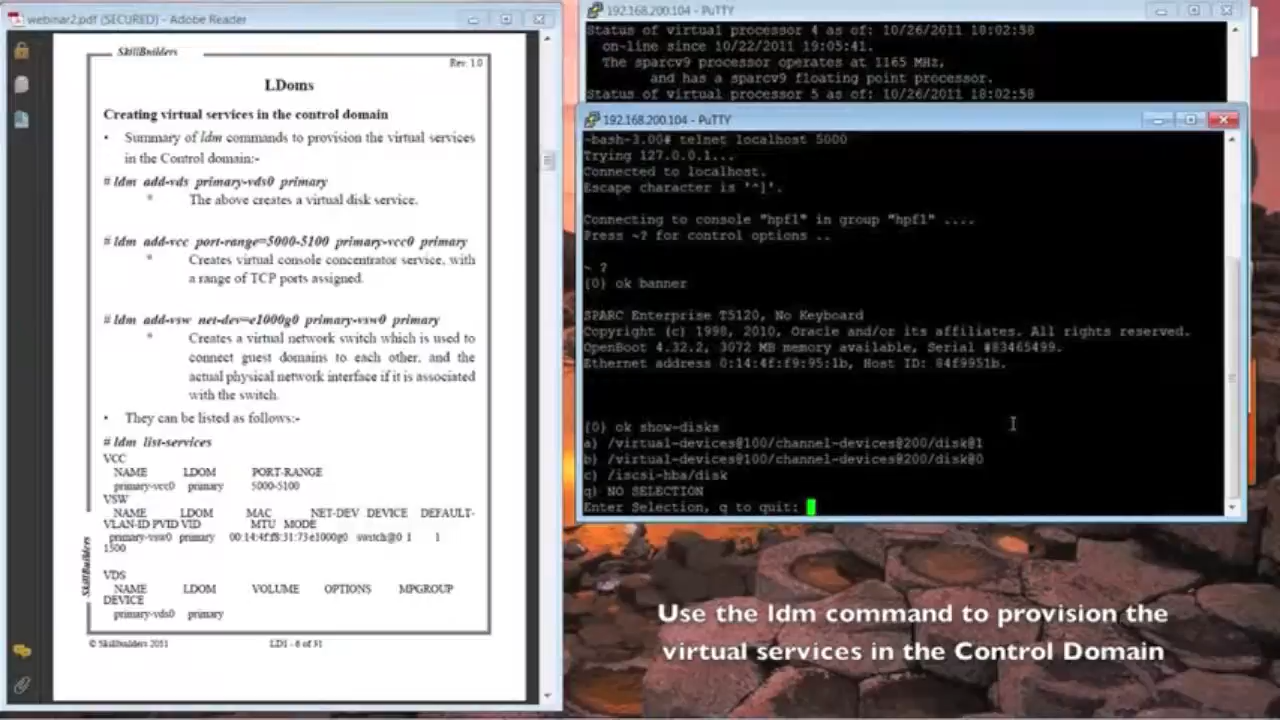 webinar2.pdf (SECURED) - Adobe Reader
SkillBuilders
Rev: 1.0
LDoms
Creating virtual services in the control domain
• Summary of ldm commands to provision the virtual services
in the Control domain:-
# ldm add-vds primary-vds0 primary
* The above creates a virtual disk service.
# ldm add-vcc port-range=5000-5100 primary-vcc0 primary
* Creates virtual console concentrator service, with
a range of TCP ports assigned.
# ldm add-vsw net-dev=e1000g0 primary-vsw0 primary
* Creates a virtual network switch which is used to
connect guest domains to each other, and the
actual physical network interface if it is associated
with the switch.
• They can be listed as follows:-
# ldm list-services
VCC
NAME LDOM PORT-RANGE
primary-vcc0 primary 5000-5100
VSW
NAME LDOM MAC NET-DEV DEVICE DEFAULT-
VLAN-ID PVID VID MTU MODE
primary-vsw0 primary 00:14:4f:f8:31:73 e1000g0 switch@0 1 1
1500
VDS
NAME LDOM VOLUME OPTIONS MPGROUP
DEVICE
primary-vds0 primary
SkillBuilders
© SkillBuilders 2011 LD1 - 6 of 31
192.168.200.104 - PuTTY
Status of virtual processor 4 as of: 10/26/2011 18:02:58
on-line since 10/22/2011 19:05:41.
The sparcv9 processor operates at 1165 MHz,
and has a sparcv9 floating point processor.
Status of virtual processor 5 as of: 10/26/2011 18:02:58
192.168.200.104 - PuTTY
-bash-3.00# telnet localhost 5000
Trying 127.0.0.1...
Connected to localhost.
Escape character is '^]'.
Connecting to console "hpf1" in group "hpf1" ....
Press ~? for control options ..
~ ?
{0} ok banner
SPARC Enterprise T5120, No Keyboard
Copyright (c) 1998, 2010, Oracle and/or its affiliates. All rights reserved.
OpenBoot 4.32.2, 3072 MB memory available, Serial #83465499.
Ethernet address 0:14:4f:f9:95:1b, Host ID: 84f9951b.
{0} ok show-disks
a) /virtual-devices@100/channel-devices@200/disk@1
b) /virtual-devices@100/channel-devices@200/disk@0
c) /iscsi-hba/disk
q) NO SELECTION
Enter Selection, q to quit:
Use the ldm command to provision the
virtual services in the Control Domain